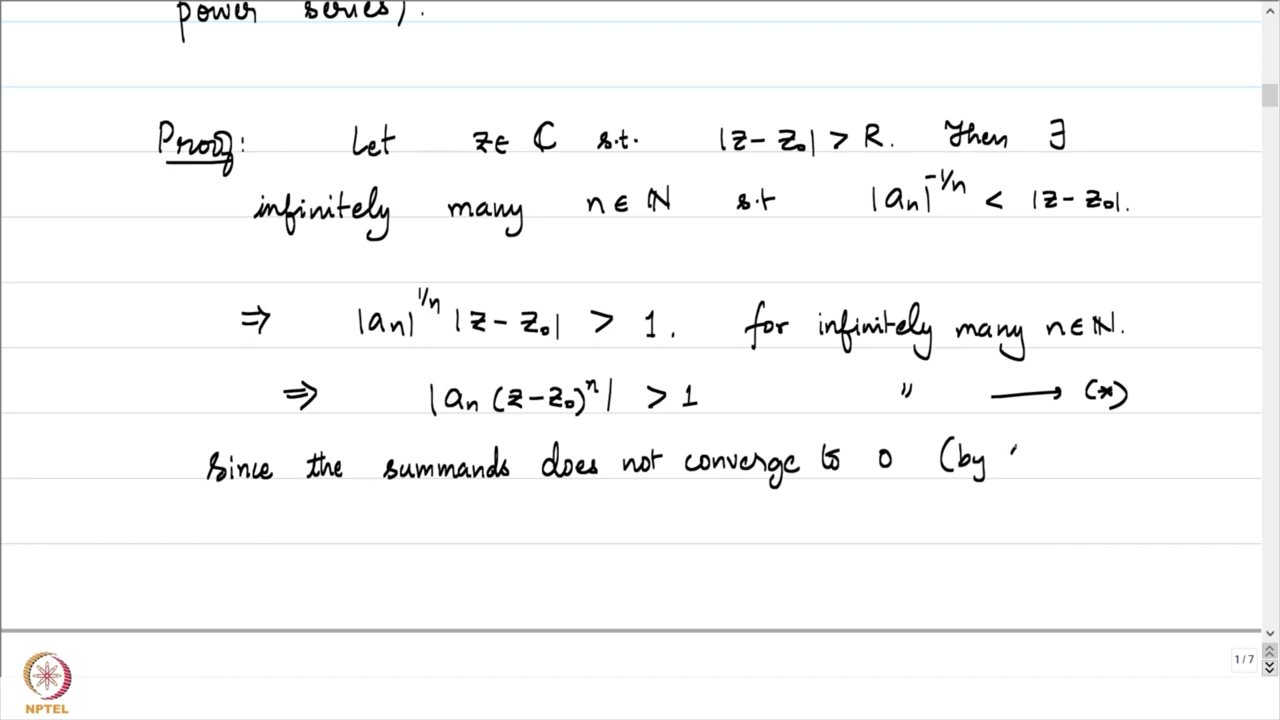 power series).
Proof: Let z ∈ ℂ s.t. |z - z₀| > R. Then ∃
infinitely many n ∈ ℕ s.t |aₙ|^{-1/n} < |z - z₀|.
⇒ |aₙ|^{1/n} |z - z₀| > 1. for infinitely many n ∈ ℕ.
⇒ |aₙ (z - z₀)ⁿ| > 1 〃 ⟶ (*)
since the summands does not converge to 0 (by
1/7
NPTEL